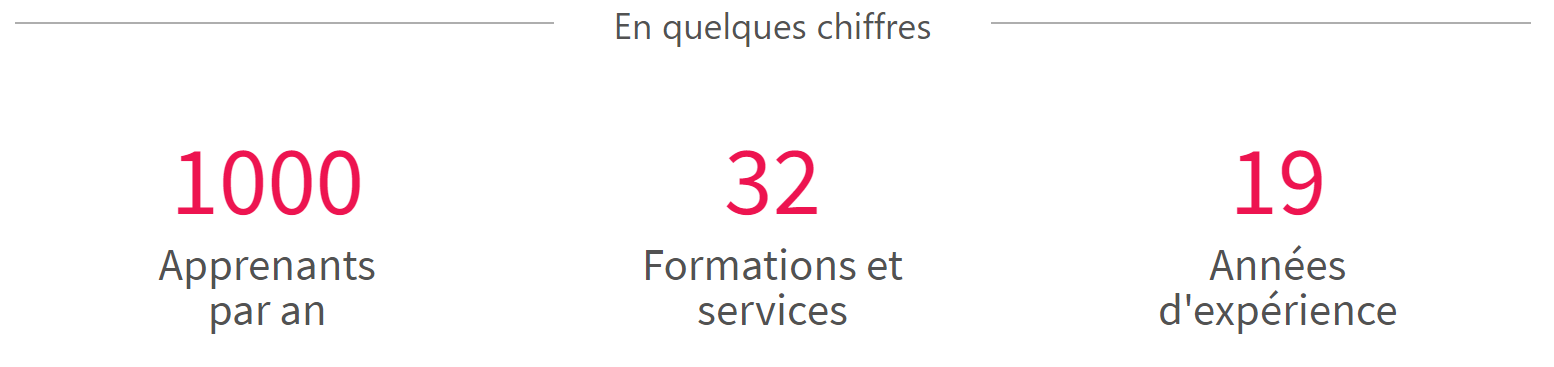 En quelques chiffres
1000
Apprenants
par an
32
Formations et
services
19
Années
d'expérience